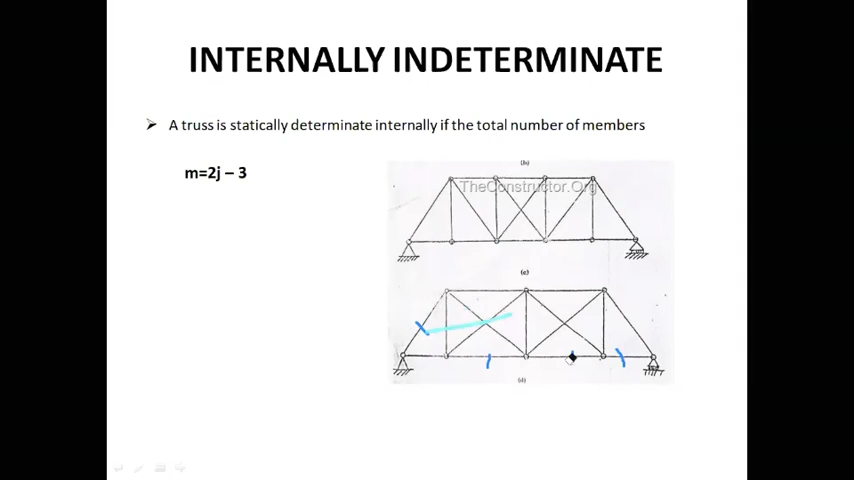 INTERNALLY INDETERMINATE
A truss is statically determinate internally if the total number of members
m=2j – 3
(b)
TheConstructor.Org
(c)
(d)